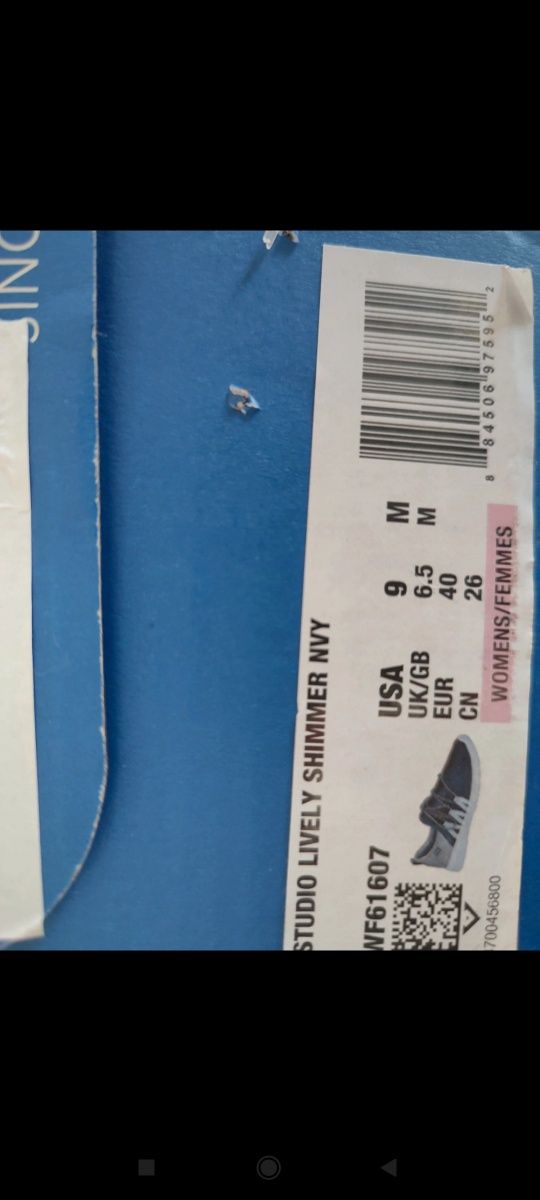 STUDIO LIVELY SHIMMER NVY
WF61607
USA 9 M
UK/GB 6.5 M
EUR 40
CN 26
WOMENS/FEMMES
8 84506 97595 2
700456800